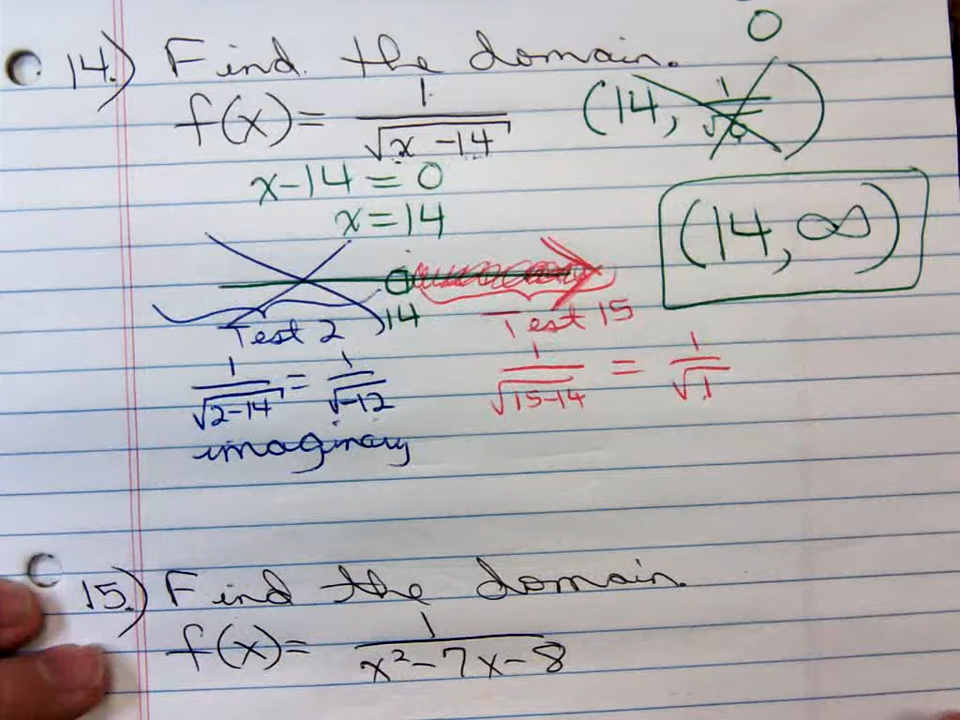 14.) Find the domain.
0
f(x) = 1/√(x-14)
(14, 1/√0)
x-14 = 0
x = 14
(14, ∞)
14
Test 2
Test 15
1/√(2-14) = 1/√-12
1/√(15-14) = 1/√1
imaginary
15.) Find the domain.
f(x) = 1/(x²-7x-8)